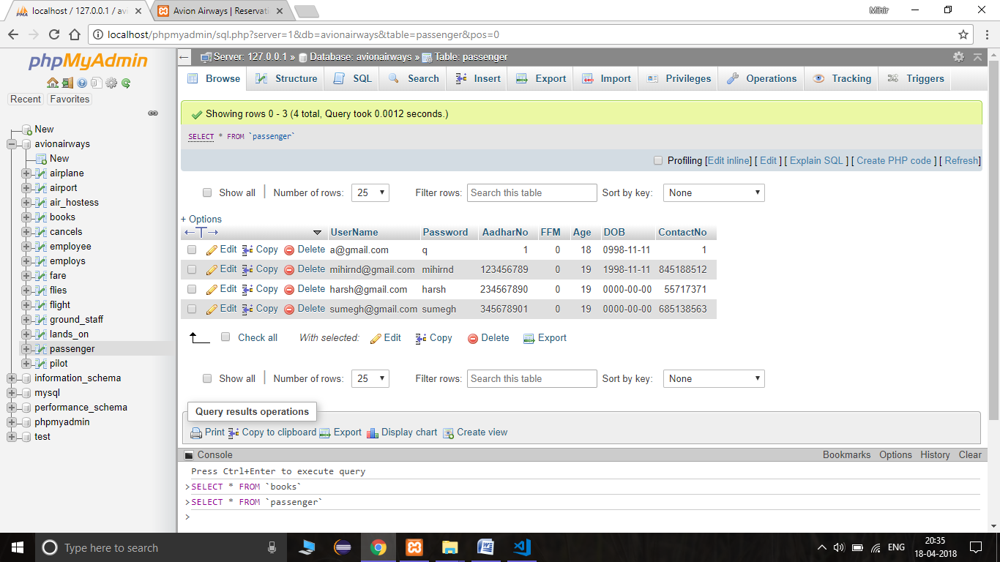 localhost / 127.0.0.1 / avi
Avion Airways | Reservati
Mihir
localhost/phpmyadmin/sql.php?server=1&db=avionairways&table=passenger&pos=0
phpMyAdmin
Recent Favorites
New
avionairways
New
airplane
airport
air_hostess
books
cancels
employee
employs
fare
flies
flight
ground_staff
lands_on
passenger
pilot
information_schema
mysql
performance_schema
phpmyadmin
test
Server: 127.0.0.1 » Database: avionairways » Table: passenger
Browse Structure SQL Search Insert Export Import Privileges Operations Tracking Triggers
Showing rows 0 - 3 (4 total, Query took 0.0012 seconds.)
SELECT * FROM `passenger`
Profiling [Edit inline] [ Edit ] [ Explain SQL ] [ Create PHP code ] [ Refresh]
Show all | Number of rows: 25 Filter rows: Search this table Sort by key: None
+ Options
←T→ UserName Password AadharNo FFM Age DOB ContactNo
Edit Copy Delete a@gmail.com q 1 0 18 0998-11-11 1
Edit Copy Delete mihirnd@gmail.com mihirnd 123456789 0 19 1998-11-11 845188512
Edit Copy Delete harsh@gmail.com harsh 234567890 0 19 0000-00-00 55717371
Edit Copy Delete sumegh@gmail.com sumegh 345678901 0 19 0000-00-00 685138563
Check all With selected: Edit Copy Delete Export
Show all | Number of rows: 25 Filter rows: Search this table Sort by key: None
Query results operations
Print Copy to clipboard Export Display chart Create view
Console Bookmarks Options History Clear
Press Ctrl+Enter to execute query
>SELECT * FROM `books`
>SELECT * FROM `passenger`
>
Type here to search
ENG
20:35
18-04-2018